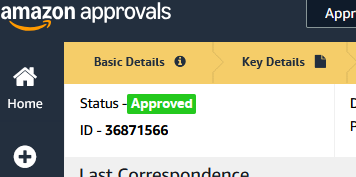 amazon approvals
Appr
Basic Details
Key Details
Home
Status - Approved
ID - 36871566
D
P
Last Correspondence